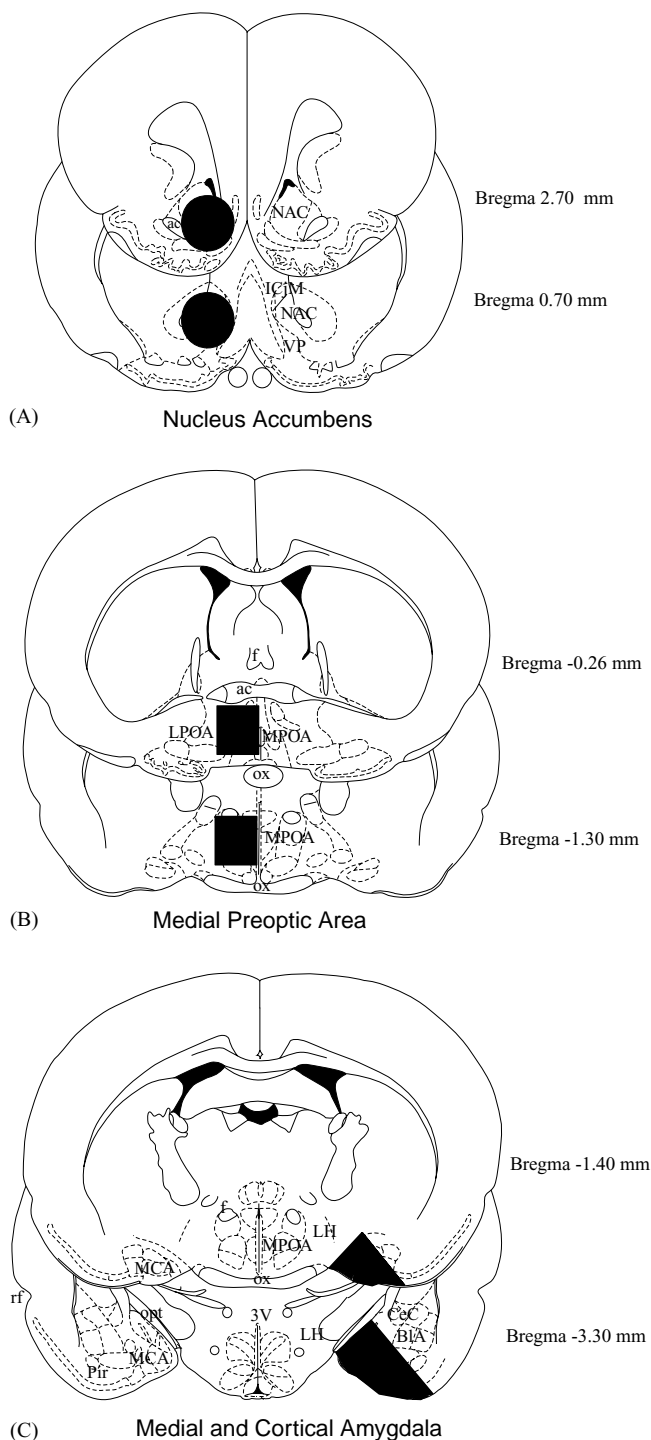 Bregma 2.70 mm
ac
NAC
Bregma 0.70 mm
ICjM
NAC
VP
(A)
Nucleus Accumbens
Bregma -0.26 mm
f
ac
LPOA
MPOA
ox
Bregma -1.30 mm
MPOA
ox
(B)
Medial Preoptic Area
Bregma -1.40 mm
f
LH
MPOA
MCA
ox
rf
opt
3V
LH
CeC
BlA
Bregma -3.30 mm
MCA
Pir
(C)
Medial and Cortical Amygdala